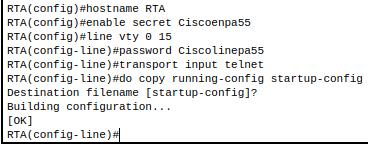 RTA(config)#hostname RTA
RTA(config)#enable secret Ciscoenpa55
RTA(config)#line vty 0 15
RTA(config-line)#password Ciscolinepa55
RTA(config-line)#transport input telnet
RTA(config-line)#do copy running-config startup-config
Destination filename [startup-config]?
Building configuration...
[OK]
RTA(config-line)#